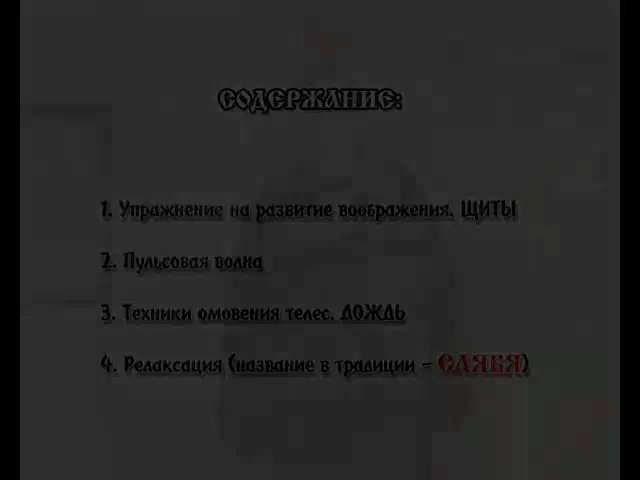 СОДЕРЖАНИЕ:
1. Упражнение на развитие воображения. ЩИТЫ
2. Пульсовая волна
3. Техники омовения телес. ДОЖДЬ
4. Релаксация (название в традиции – СЛЯБЯ)